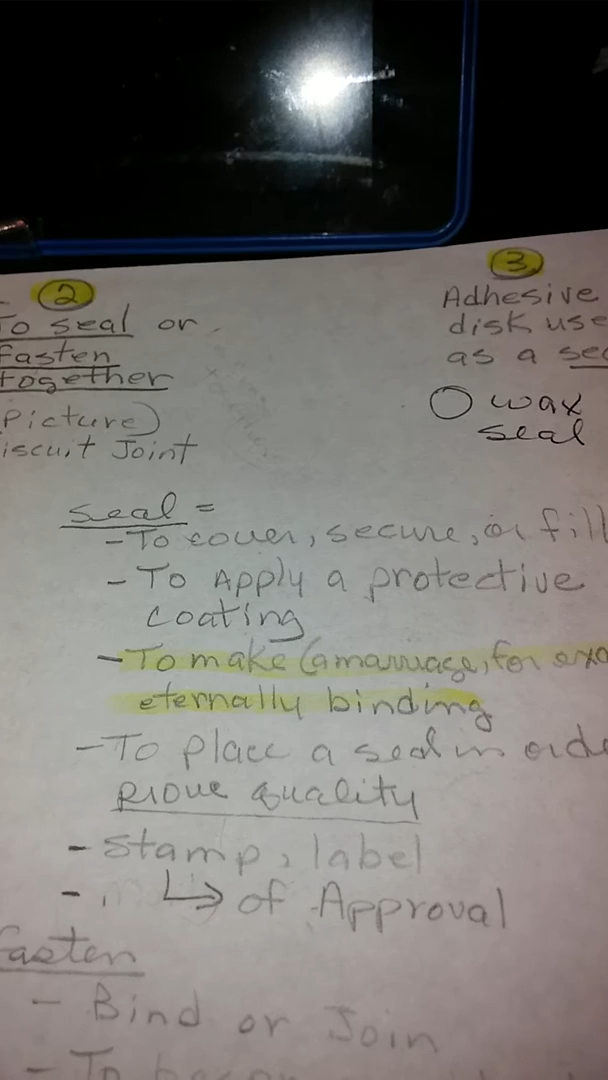 2
To seal or
Fasten
together
Picture)
iscuit Joint
3
Adhesive
disk use
as a se
wax
seal
seal =
- To cover, secure, or fill
- To Apply a protective
coating
- To make (a marriage, for exa
eternally binding
- To place a seal in orde
prove quality
- stamp, label
- ↳ of Approval
Fasten
- Bind or Join
- To